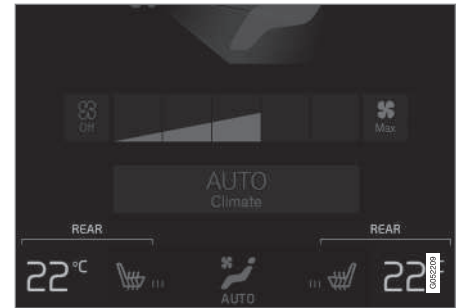 Off
Max
AUTO
Climate
REAR REAR
22°C 22
AUTO
G052209